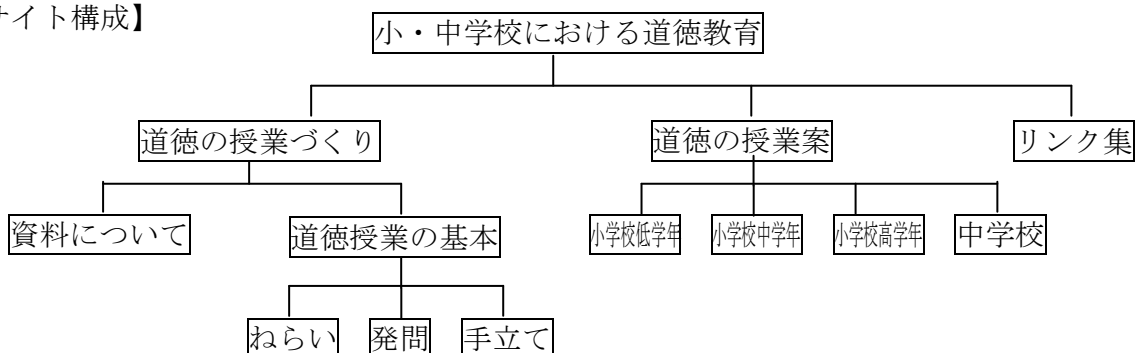 サイト構成】
小・中学校における道徳教育
道徳の授業づくり
道徳の授業案
リンク集
資料について
道徳授業の基本
小学校低学年
小学校中学年
小学校高学年
中学校
ねらい
発問
手立て